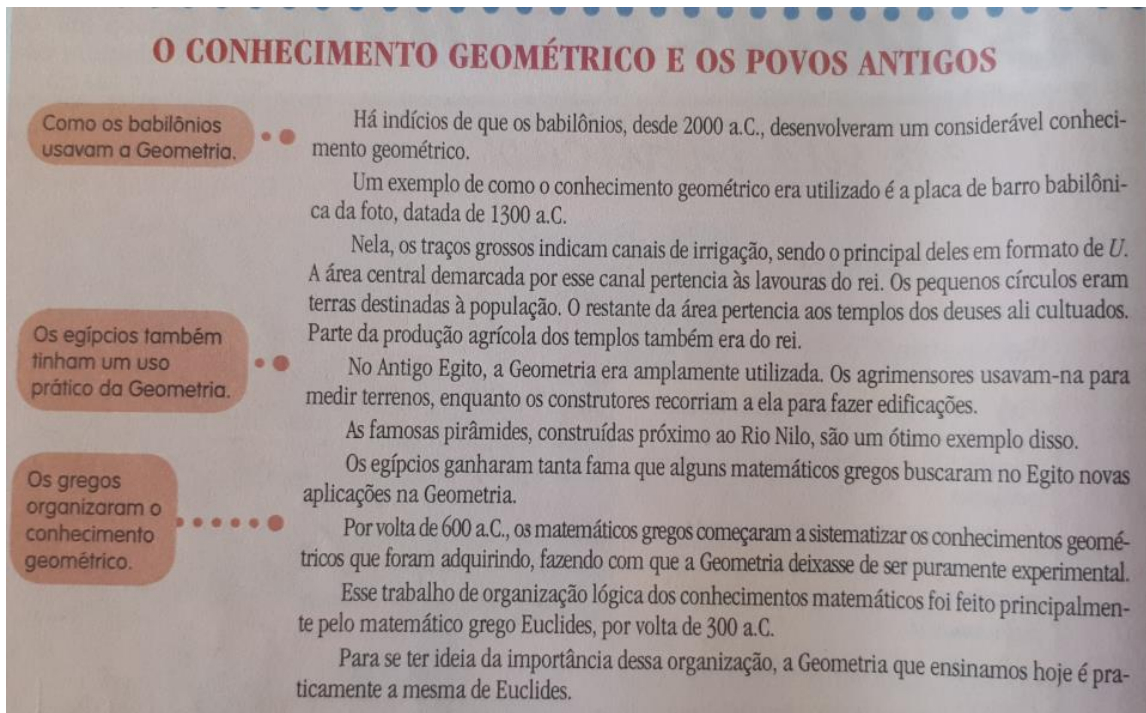 O CONHECIMENTO GEOMÉTRICO E OS POVOS ANTIGOS
Como os babilônios
usavam a Geometria.
Há indícios de que os babilônios, desde 2000 a.C., desenvolveram um considerável conheci-
mento geométrico.
Um exemplo de como o conhecimento geométrico era utilizado é a placa de barro babilôni-
ca da foto, datada de 1300 a.C.
Nela, os traços grossos indicam canais de irrigação, sendo o principal deles em formato de U.
A área central demarcada por esse canal pertencia às lavouras do rei. Os pequenos círculos eram
terras destinadas à população. O restante da área pertencia aos templos dos deuses ali cultuados.
Parte da produção agrícola dos templos também era do rei.
Os egípcios também
tinham um uso
prático da Geometria.
No Antigo Egito, a Geometria era amplamente utilizada. Os agrimensores usavam-na para
medir terrenos, enquanto os construtores recorriam a ela para fazer edificações.
As famosas pirâmides, construídas próximo ao Rio Nilo, são um ótimo exemplo disso.
Os egípcios ganharam tanta fama que alguns matemáticos gregos buscaram no Egito novas
aplicações na Geometria.
Os gregos
organizaram o
conhecimento
geométrico.
Por volta de 600 a.C., os matemáticos gregos começaram a sistematizar os conhecimentos geomé-
tricos que foram adquirindo, fazendo com que a Geometria deixasse de ser puramente experimental.
Esse trabalho de organização lógica dos conhecimentos matemáticos foi feito principalmen-
te pelo matemático grego Euclides, por volta de 300 a.C.
Para se ter ideia da importância dessa organização, a Geometria que ensinamos hoje é pra-
ticamente a mesma de Euclides.